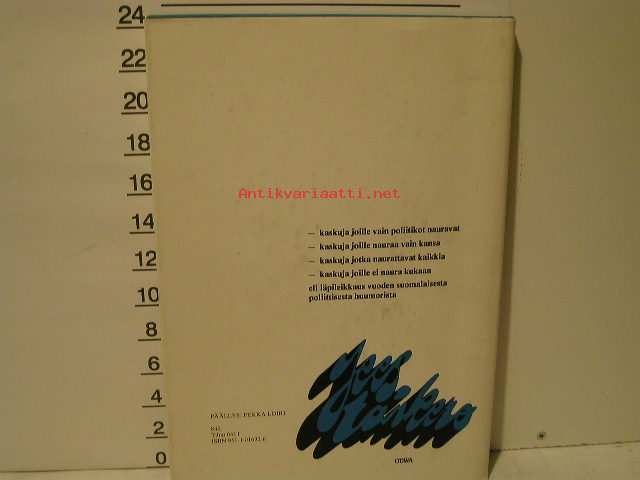 24
22
20
18
16
14
12
10
8
6
4
2
0
Antikvariaatti.net
— kaskuja joille vain poliitikot nauravat
— kaskuja joille nauraa vain kansa
— kaskuja jotka naurattavat kaikkia
— kaskuja joille ei naura kukaan
eli läpileikkaus vuoden suomalaisesta
poliittisesta huumorista
PÄÄLLYS: PEKKA LOIRI
OTAVA